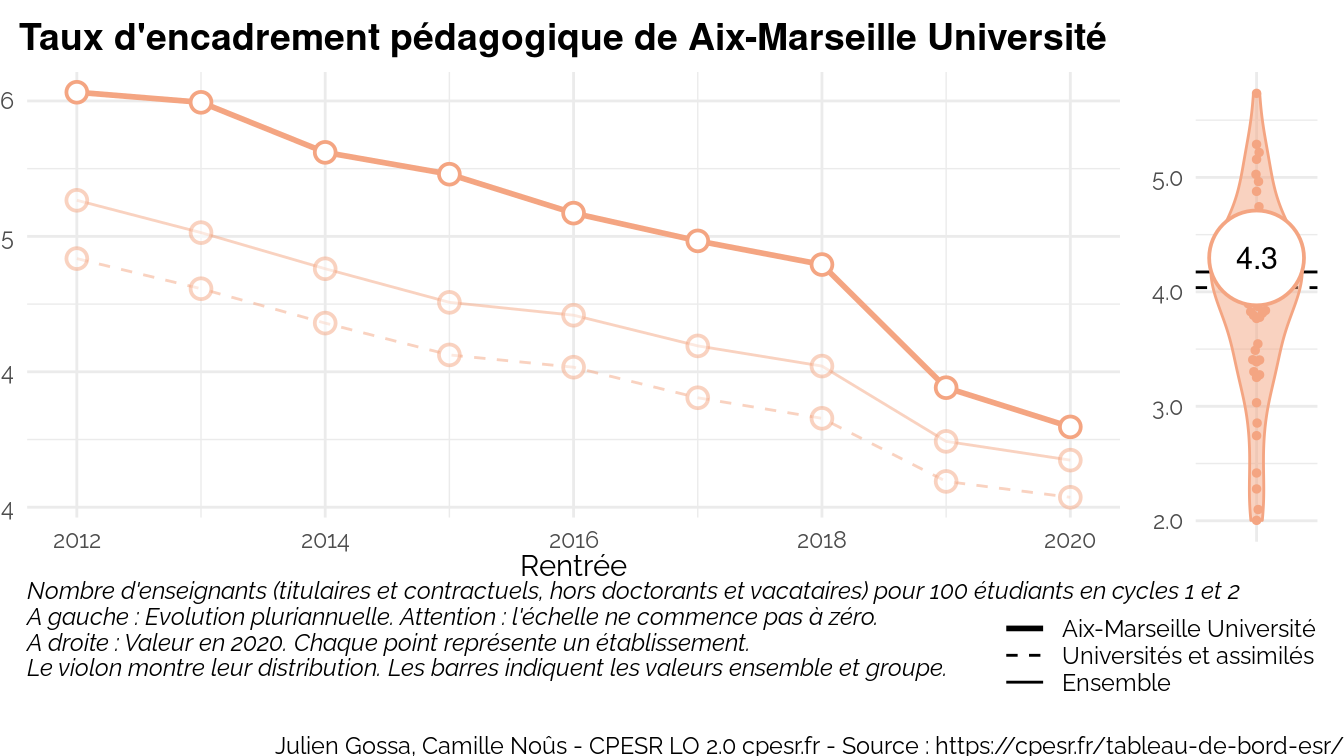 Taux d'encadrement pédagogique de Aix-Marseille Université
6
5
4
4
2012
2014
2016
2018
2020
Rentrée
5.0
4.0
3.0
2.0
4.3
Nombre d'enseignants (titulaires et contractuels, hors doctorants et vacataires) pour 100 étudiants en cycles 1 et 2
A gauche : Evolution pluriannuelle. Attention : l'échelle ne commence pas à zéro.
A droite : Valeur en 2020. Chaque point représente un établissement.
Le violon montre leur distribution. Les barres indiquent les valeurs ensemble et groupe.
Aix-Marseille Université
Universités et assimilés
Ensemble
Julien Gossa, Camille Noûs - CPESR LO 2.0 cpesr.fr - Source : https://cpesr.fr/tableau-de-bord-esr/